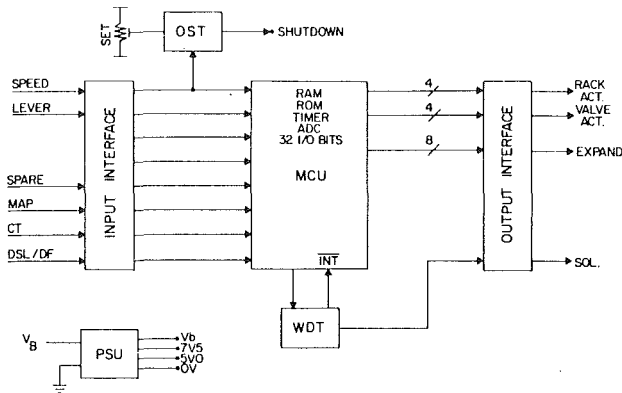 SET
OST
SHUTDOWN
SPEED
LEVER
SPARE
MAP
CT
DSL/DF
INPUT INTERFACE
RAM
ROM
TIMER
ADC
32 I/O BITS
MCU
INT
4
4
8
OUTPUT INTERFACE
RACK
ACT.
VALVE
ACT.
EXPAND
SOL.
WDT
VB
PSU
Vb
7V5
5V0
0V